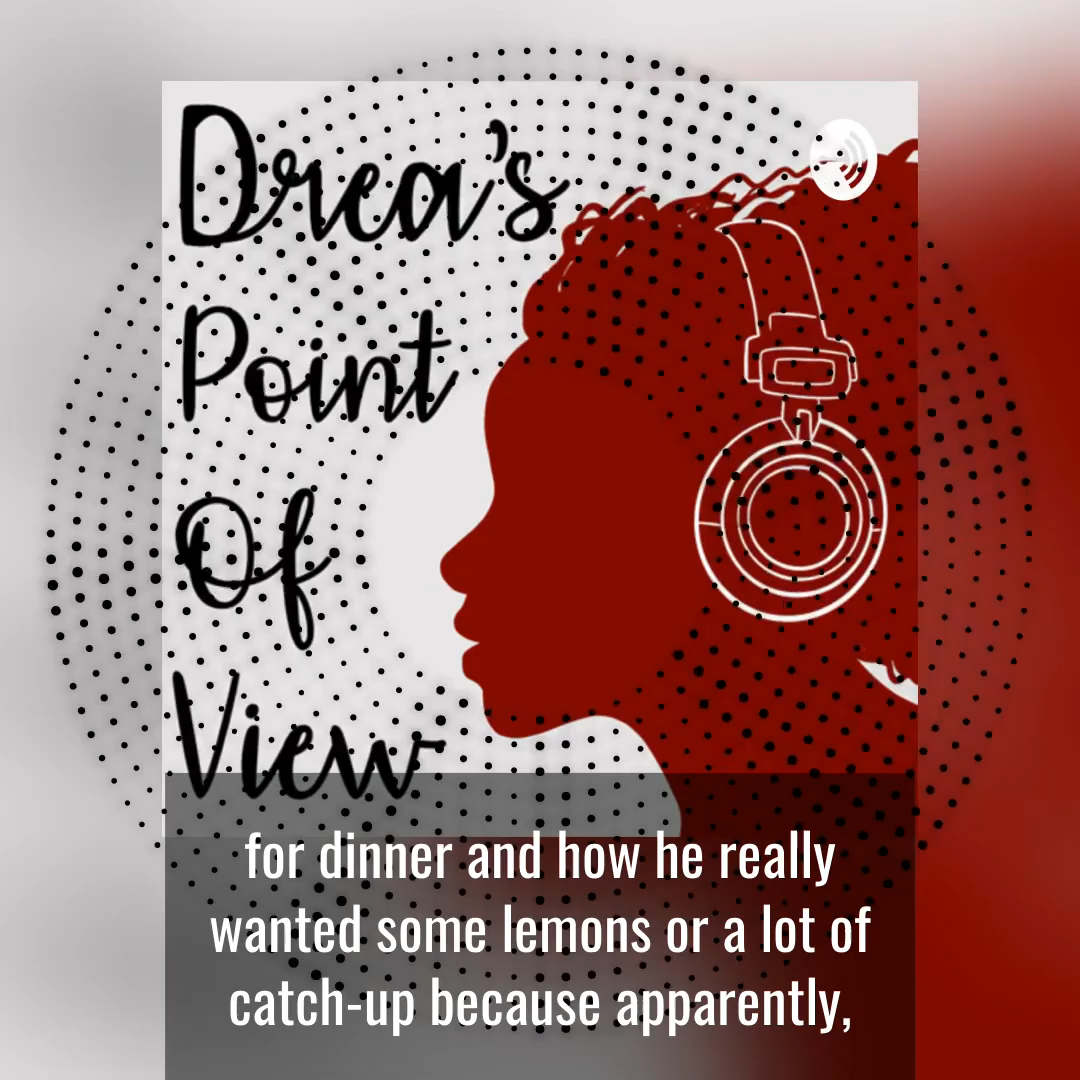 Drea's
Point
Of
View
for dinner and how he really
wanted some lemons or a lot of
catch-up because apparently,